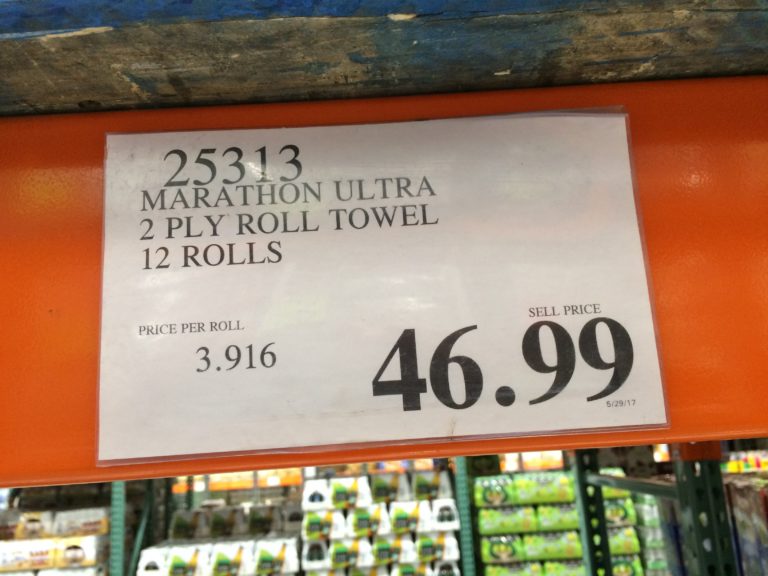 25313
MARATHON ULTRA
2 PLY ROLL TOWEL
12 ROLLS
PRICE PER ROLL
3.916
SELL PRICE
46.99
5/29/17